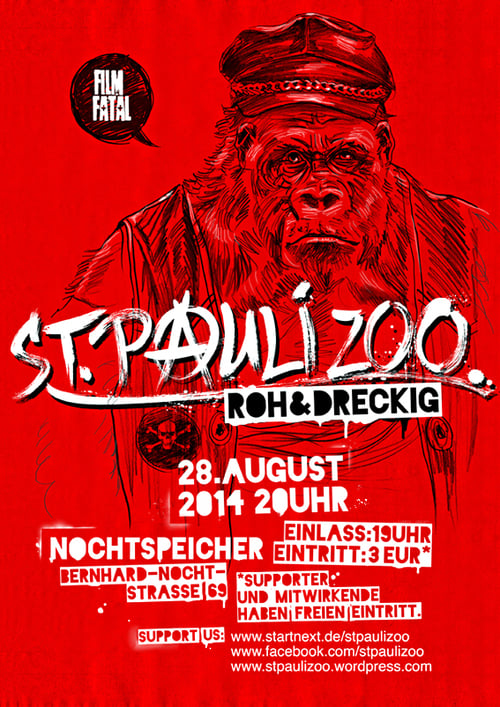 FILM
FATAL
ST. PAULI ZOO.
ROH & DRECKIG
28. AUGUST
2014 20UHR
NOCHTSPEICHER
BERNHARD-NOCHT-
STRASSE 69
EINLASS: 19UHR
EINTRITT: 3 EUR*
*SUPPORTER
UND MITWIRKENDE
HABEN FREIEN EINTRITT.
SUPPORT US:
www.startnext.de/stpaulizoo
www.facebook.com/stpaulizoo
www.stpaulizoo.wordpress.com